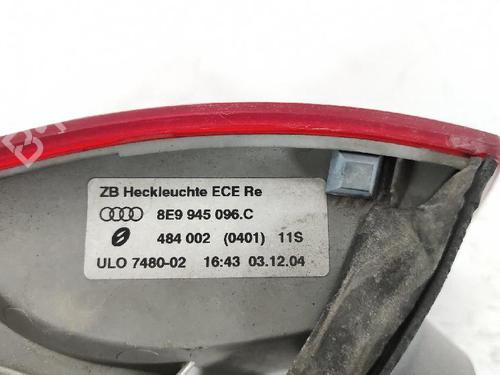 ZB Heckleuchte ECE Re
8E9 945 096.C
484 002 (0401) 11S
ULO 7480-02 16:43 03.12.04